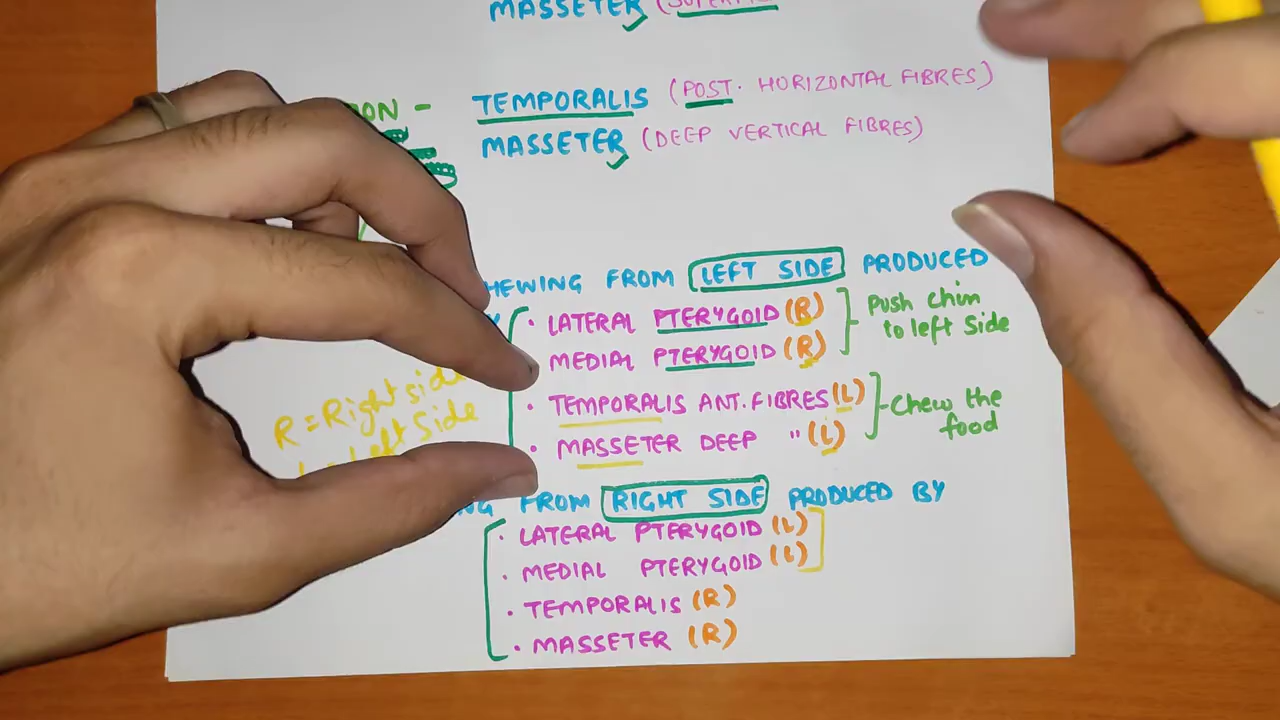 MASSETER
TEMPORALIS (POST. HORIZONTAL FIBRES)
MASSETER (DEEP VERTICAL FIBRES)
FROM LEFT SIDE PRODUCED
· LATERAL PTERYGOID (R)
· MEDIAL PTERYGOID (R)
Push chin
to left side
· TEMPORALIS ANT. FIBRES (L)
· MASSETER DEEP " (L)
Chew the
food
R = Right side
Left Side
FROM RIGHT SIDE PRODUCED BY
· LATERAL PTERYGOID (L)
· MEDIAL PTERYGOID (L)
· TEMPORALIS (R)
· MASSETER (R)